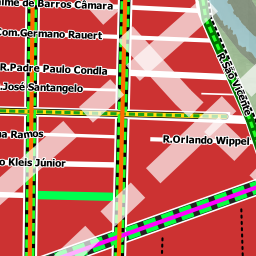 ime de Barros Câmara
Com.Germano Rauert
R.Padre Paulo Condla
.José Santangelo
R.São Vicente
na Ramos
R.Orlando Wippel
o Kleis Júnior